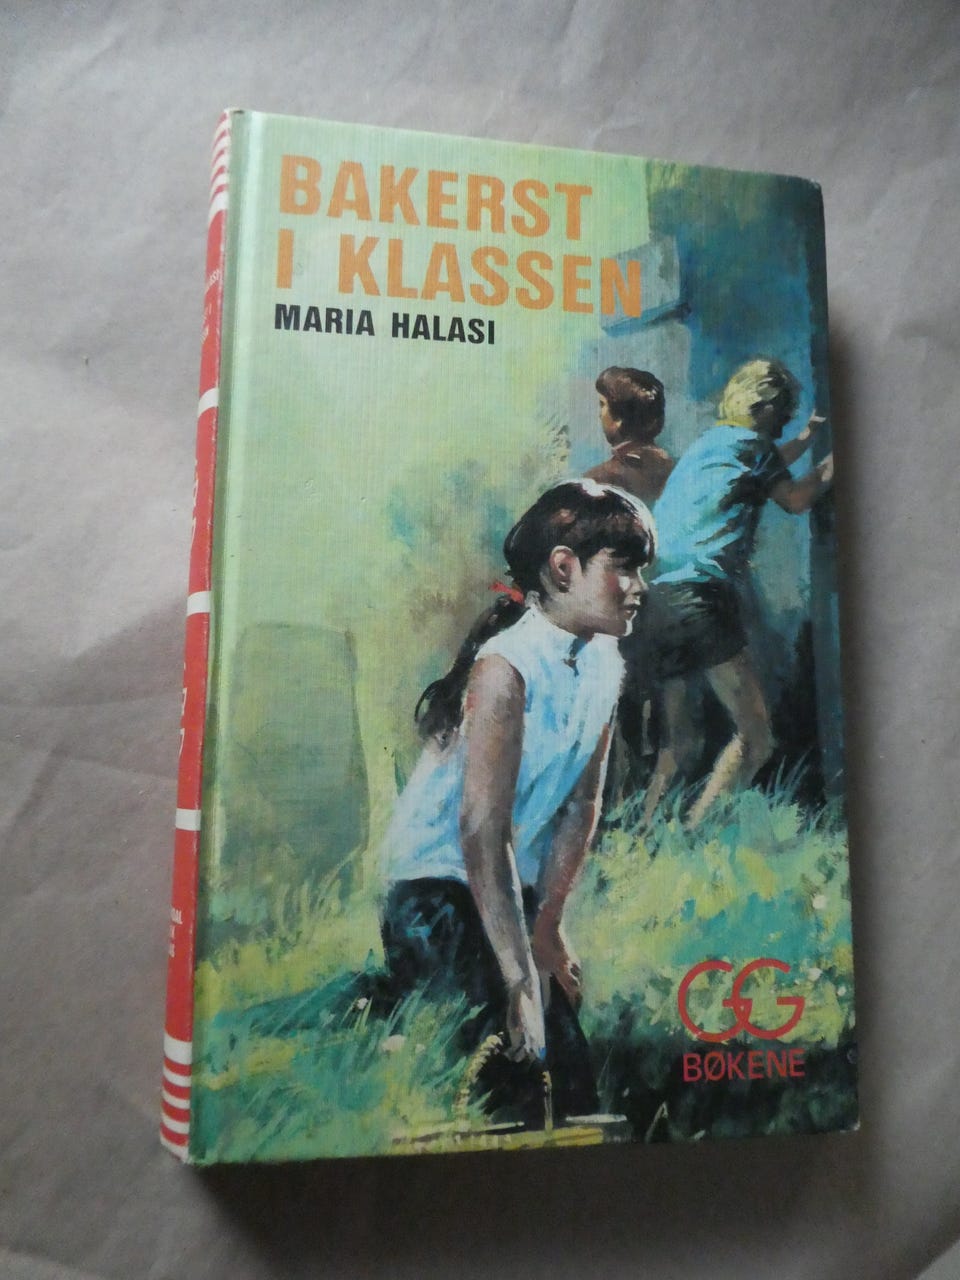 BAKERST
I KLASSEN
MARIA HALASI
GG
BØKENE